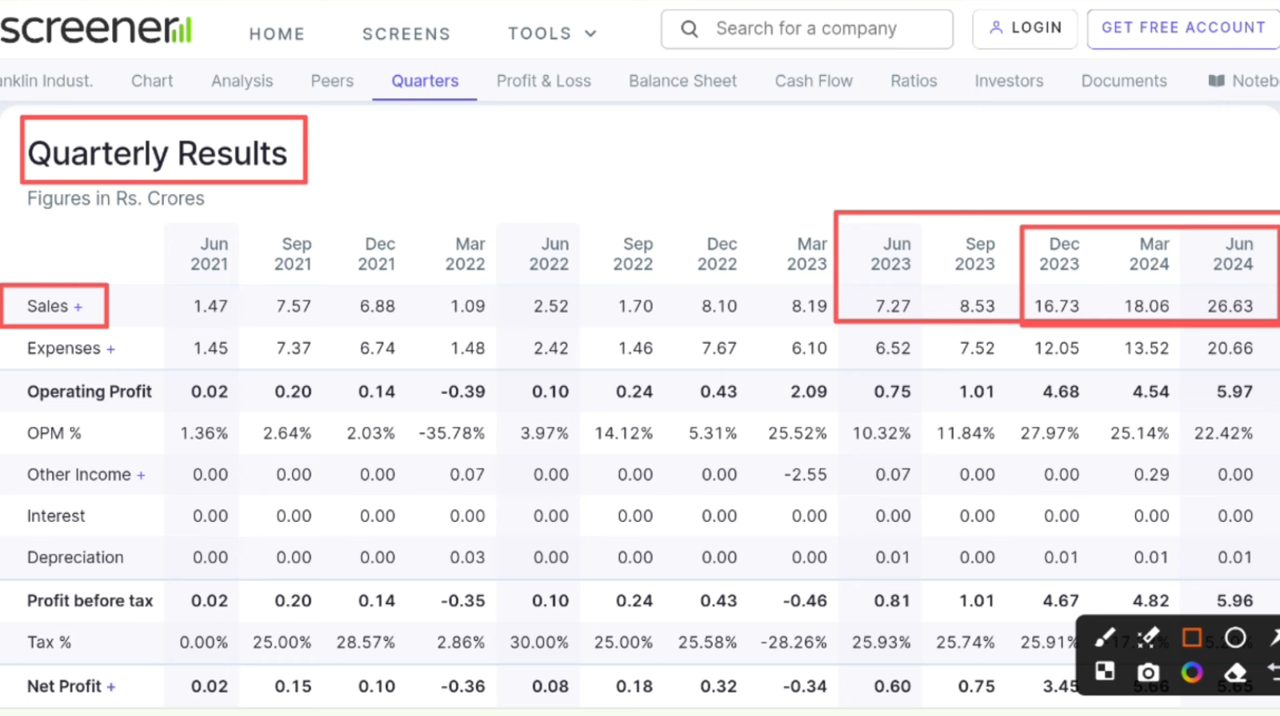 screener
HOME SCREENS TOOLS Search for a company LOGIN GET FREE ACCOUNT
nklin Indust. Chart Analysis Peers Quarters Profit & Loss Balance Sheet Cash Flow Ratios Investors Documents Noteb
Quarterly Results
Figures in Rs. Crores
Jun 2021 Sep 2021 Dec 2021 Mar 2022 Jun 2022 Sep 2022 Dec 2022 Mar 2023 Jun 2023 Sep 2023 Dec 2023 Mar 2024 Jun 2024
Sales + 1.47 7.57 6.88 1.09 2.52 1.70 8.10 8.19 7.27 8.53 16.73 18.06 26.63
Expenses + 1.45 7.37 6.74 1.48 2.42 1.46 7.67 6.10 6.52 7.52 12.05 13.52 20.66
Operating Profit 0.02 0.20 0.14 -0.39 0.10 0.24 0.43 2.09 0.75 1.01 4.68 4.54 5.97
OPM % 1.36% 2.64% 2.03% -35.78% 3.97% 14.12% 5.31% 25.52% 10.32% 11.84% 27.97% 25.14% 22.42%
Other Income + 0.00 0.00 0.00 0.07 0.00 0.00 0.00 -2.55 0.07 0.00 0.00 0.29 0.00
Interest 0.00 0.00 0.00 0.00 0.00 0.00 0.00 0.00 0.00 0.00 0.00 0.00 0.00
Depreciation 0.00 0.00 0.00 0.03 0.00 0.00 0.00 0.00 0.01 0.00 0.01 0.01 0.01
Profit before tax 0.02 0.20 0.14 -0.35 0.10 0.24 0.43 -0.46 0.81 1.01 4.67 4.82 5.96
Tax % 0.00% 25.00% 28.57% 2.86% 30.00% 25.00% 25.58% -28.26% 25.93% 25.74% 25.91%
Net Profit + 0.02 0.15 0.10 -0.36 0.08 0.18 0.32 -0.34 0.60 0.75 3.45